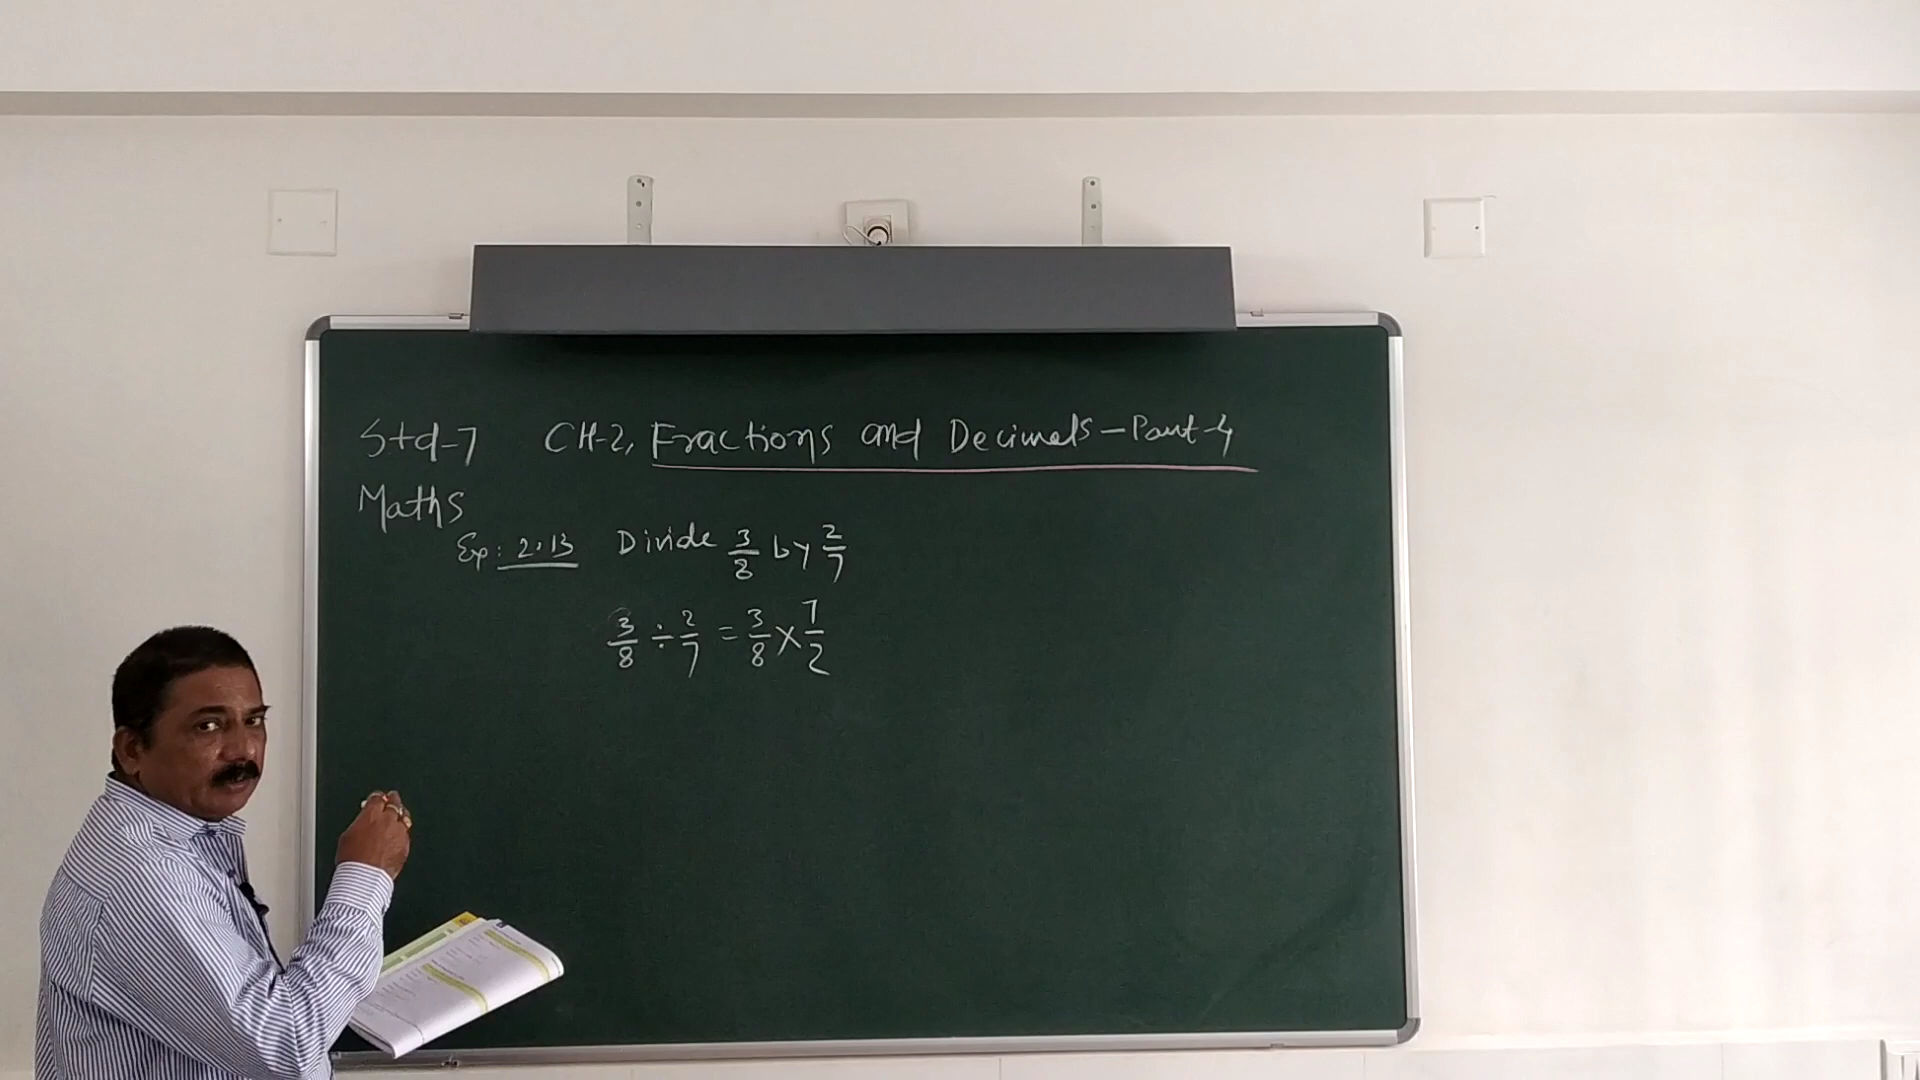 Std-7 CH-2, Fractions and Decimals - Part-4
Maths
Exp: 2.13 Divide 3/8 by 2/7
3/8 ÷ 2/7 = 3/8 × 7/2